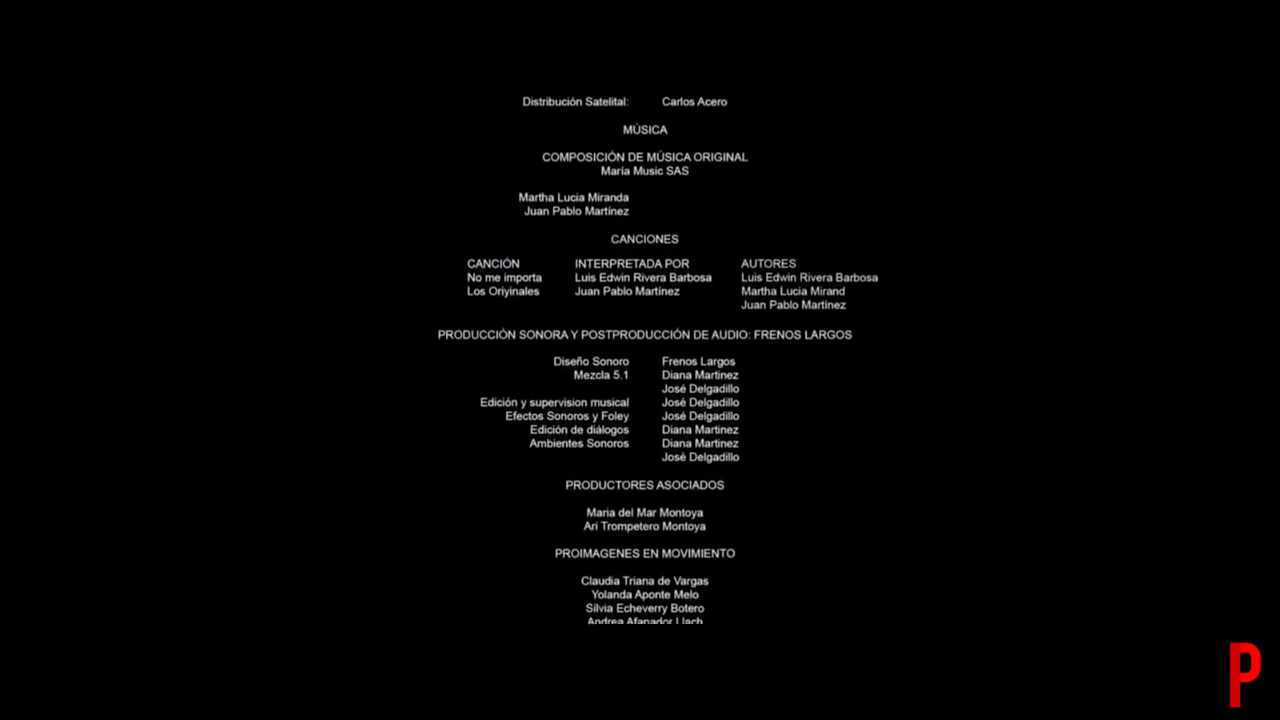 Distribución Satelital: Carlos Acero
MÚSICA
COMPOSICIÓN DE MÚSICA ORIGINAL
María Music SAS
Martha Lucia Miranda
Juan Pablo Martínez
CANCIONES
CANCIÓN INTERPRETADA POR AUTORES
No me importa Luis Edwin Rivera Barbosa Luis Edwin Rivera Barbosa
Los Oriyinales Juan Pablo Martínez Martha Lucia Mirand
Juan Pablo Martínez
PRODUCCIÓN SONORA Y POSTPRODUCCIÓN DE AUDIO: FRENOS LARGOS
Diseño Sonoro Frenos Largos
Mezcla 5.1 Diana Martinez
José Delgadillo
Edición y supervision musical José Delgadillo
Efectos Sonoros y Foley José Delgadillo
Edición de diálogos Diana Martinez
Ambientes Sonoros Diana Martinez
José Delgadillo
PRODUCTORES ASOCIADOS
Maria del Mar Montoya
Ari Trompetero Montoya
PROIMAGENES EN MOVIMIENTO
Claudia Triana de Vargas
Yolanda Aponte Melo
Silvia Echeverry Botero
Andrea Afanador Llach
P